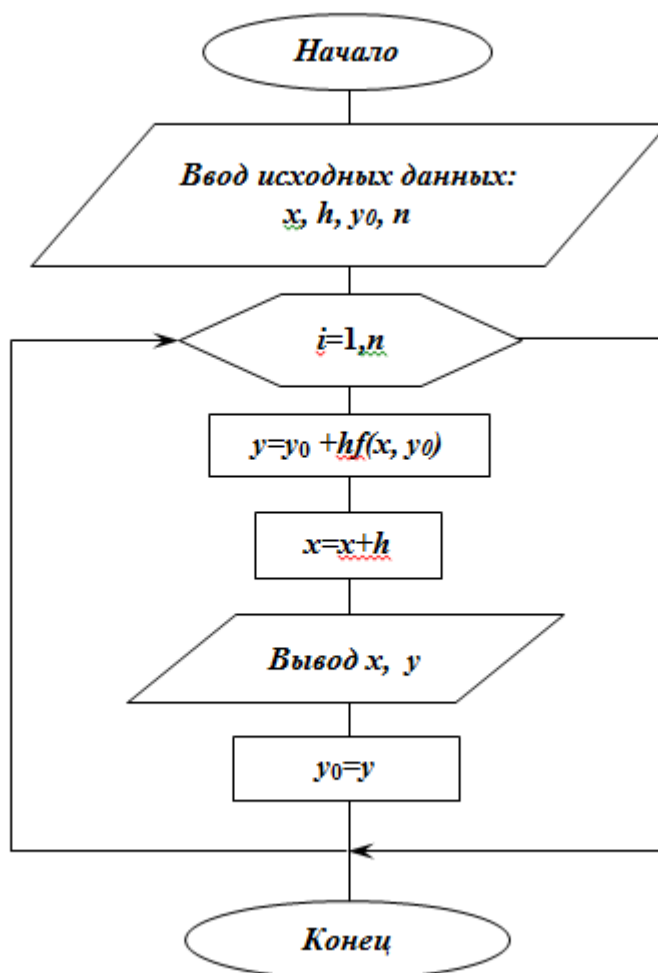 Начало
Ввод исходных данных:
x, h, y₀, n
i=1,n
y=y₀ +hf(x, y₀)
x=x+h
Вывод x, y
y₀=y
Конец